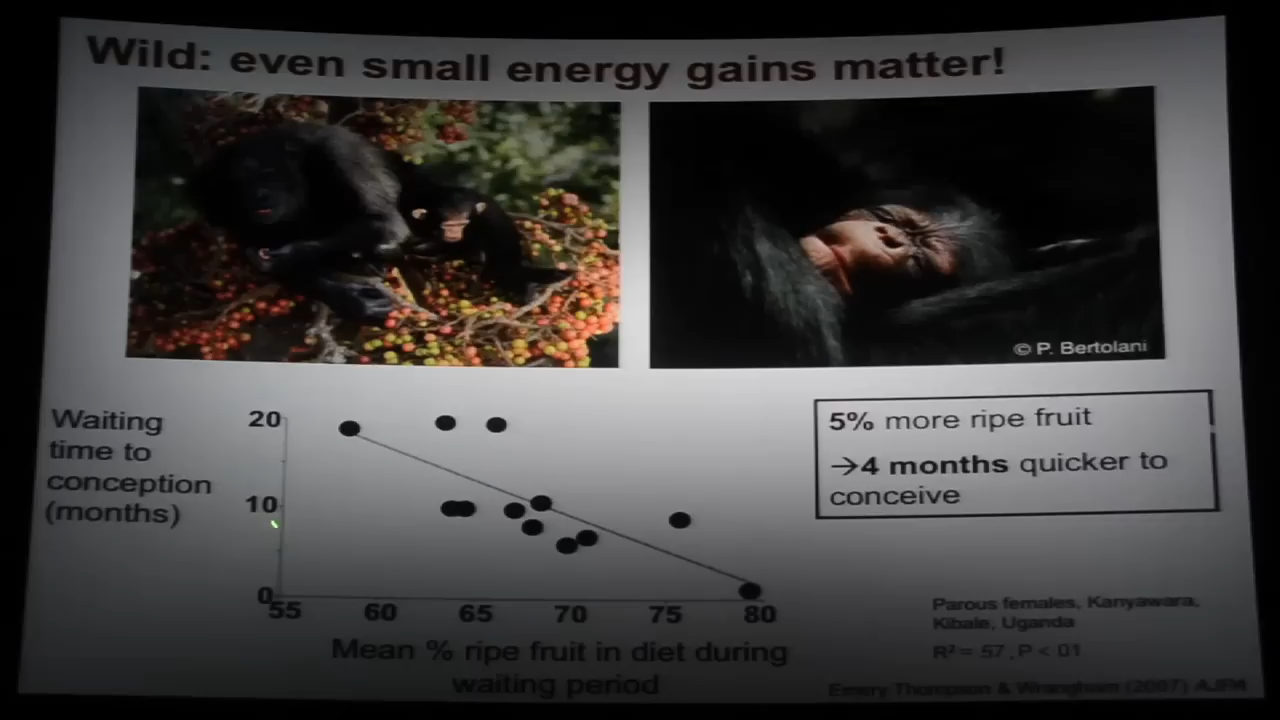 Wild: even small energy gains matter!
© P. Bertolani
Waiting
time to
conception
(months)
20
10
0
55 60 65 70 75 80
Mean % ripe fruit in diet during
waiting period
5% more ripe fruit
→4 months quicker to
conceive
Parous females, Kanyawara,
Kibale, Uganda
R² = .57, P < .01
Emery Thompson & Wrangham (2007) AJPA